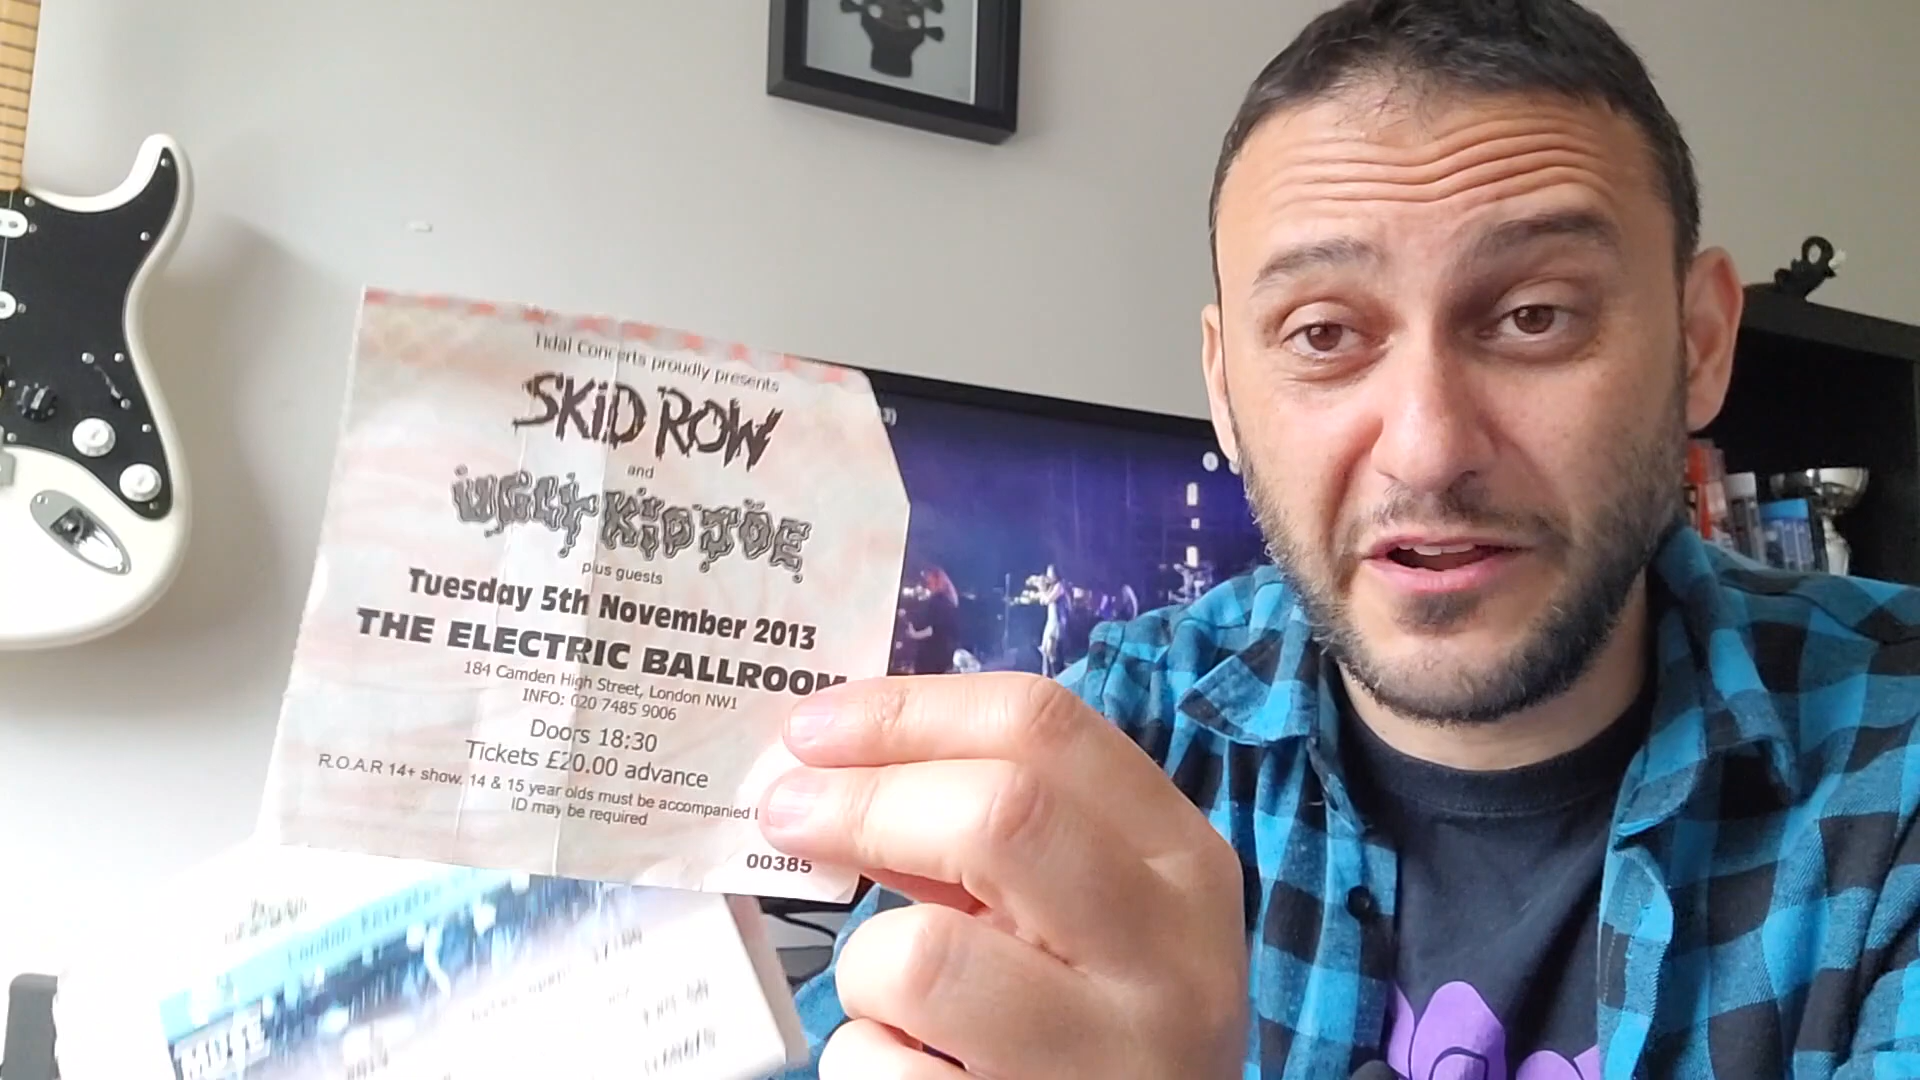 Tidal Concerts proudly presents
SKID ROW
and
UGLY KID JOE
plus guests
Tuesday 5th November 2013
THE ELECTRIC BALLROOM
184 Camden High Street, London NW1
INFO: 020 7485 9006
Doors 18:30
Tickets £20.00 advance
R.O.A.R 14+ show. 14 & 15 year olds must be accompanied
ID may be required
00385
MUSE